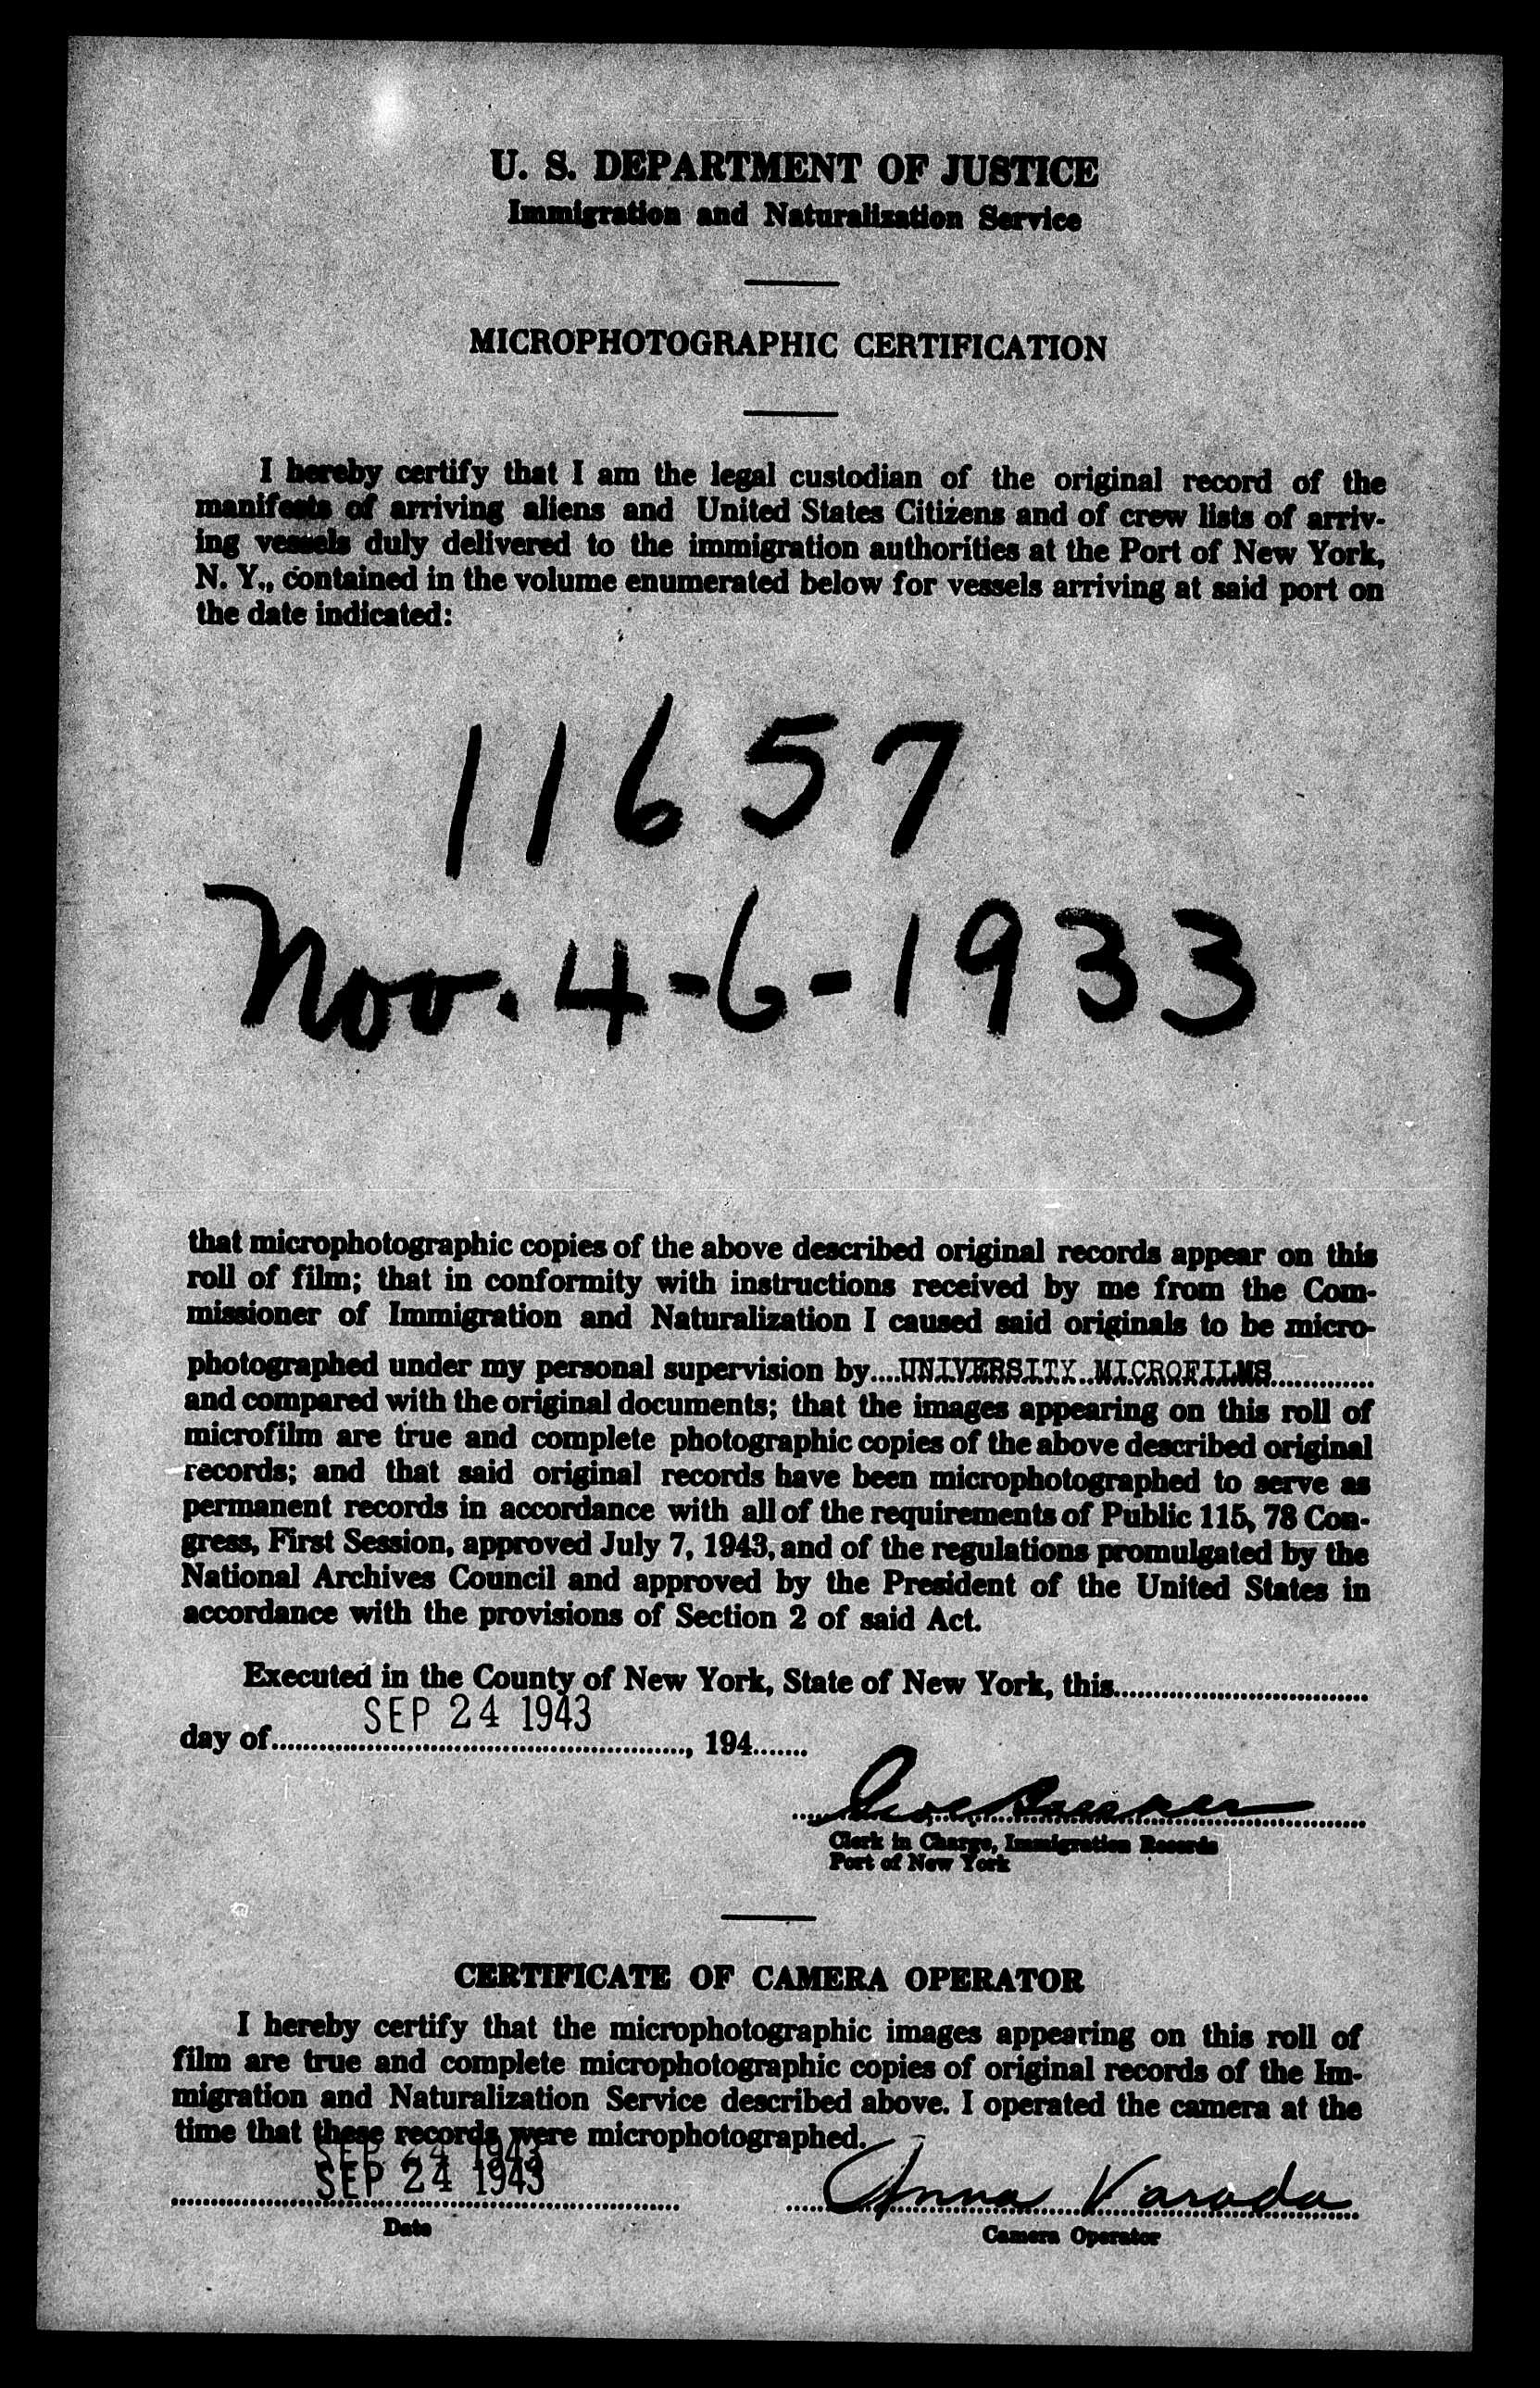 U. S. DEPARTMENT OF JUSTICE
Immigration and Naturalization Service
MICROPHOTOGRAPHIC CERTIFICATION
I hereby certify that I am the legal custodian of the original record of the
manifests of arriving aliens and United States Citizens and of crew lists of arriv-
ing vessels duly delivered to the immigration authorities at the Port of New York,
N. Y., contained in the volume enumerated below for vessels arriving at said port on
the date indicated:
11657
Nov. 4-6-1933
that microphotographic copies of the above described original records appear on this
roll of film; that in conformity with instructions received by me from the Com-
missioner of Immigration and Naturalization I caused said originals to be micro-
photographed under my personal supervision by....UNIVERSITY MICROFILMS.............
and compared with the original documents; that the images appearing on this roll of
microfilm are true and complete photographic copies of the above described original
records; and that said original records have been microphotographed to serve as
permanent records in accordance with all of the requirements of Public 115, 78 Con-
gress, First Session, approved July 7, 1943, and of the regulations promulgated by the
National Archives Council and approved by the President of the United States in
accordance with the provisions of Section 2 of said Act.
Executed in the County of New York, State of New York, this................................
SEP 24 1943
day of...................................................., 194.......
Clerk in Charge, Immigration Records
Port of New York
CERTIFICATE OF CAMERA OPERATOR
I hereby certify that the microphotographic images appearing on this roll of
film are true and complete microphotographic copies of original records of the Im-
migration and Naturalization Service described above. I operated the camera at the
time that these records were microphotographed.
SEP 24 1943
SEP 24 1943
Anna Varada
Date
Camera Operator